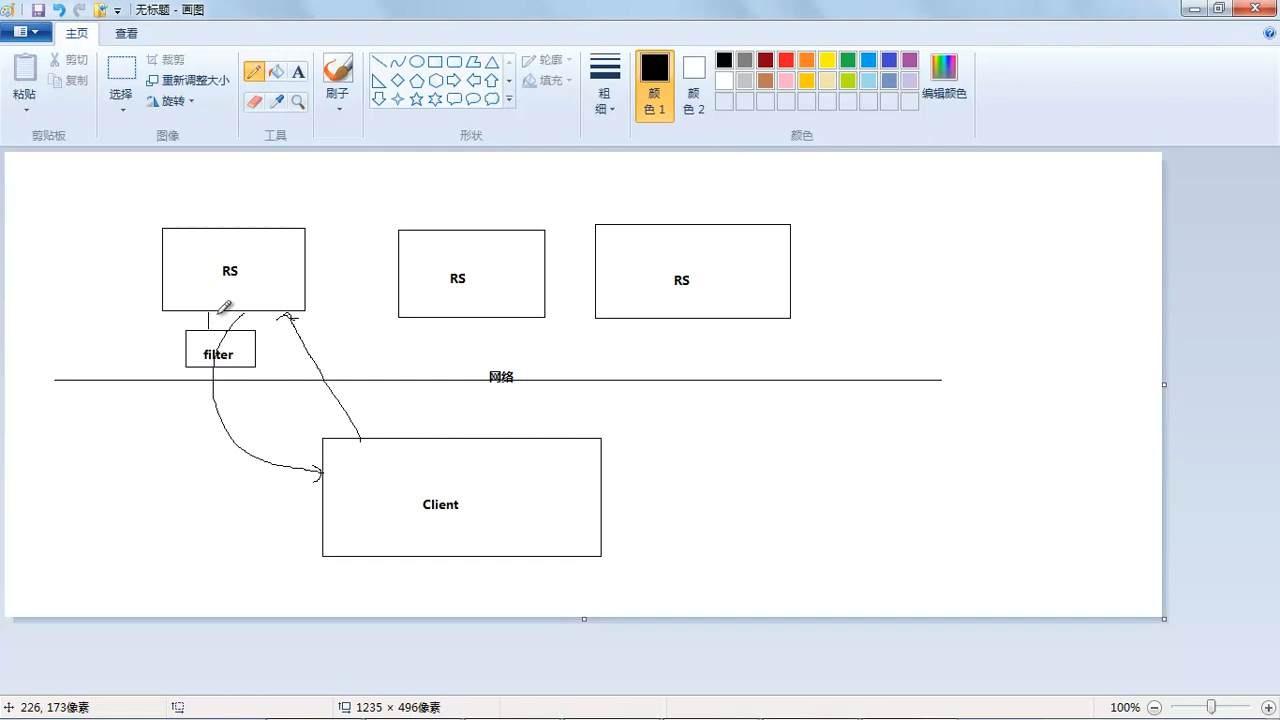 无标题 - 画图
主页
查看
粘贴
剪切
复制
剪贴板
选择
裁剪
重新调整大小
旋转
图像
A
工具
刷子
轮廓
填充
形状
粗
细
颜
色 1
颜
色 2
编辑颜色
颜色
RS
RS
RS
filter
网络
Client
226, 173像素
1235 × 496像素
100%